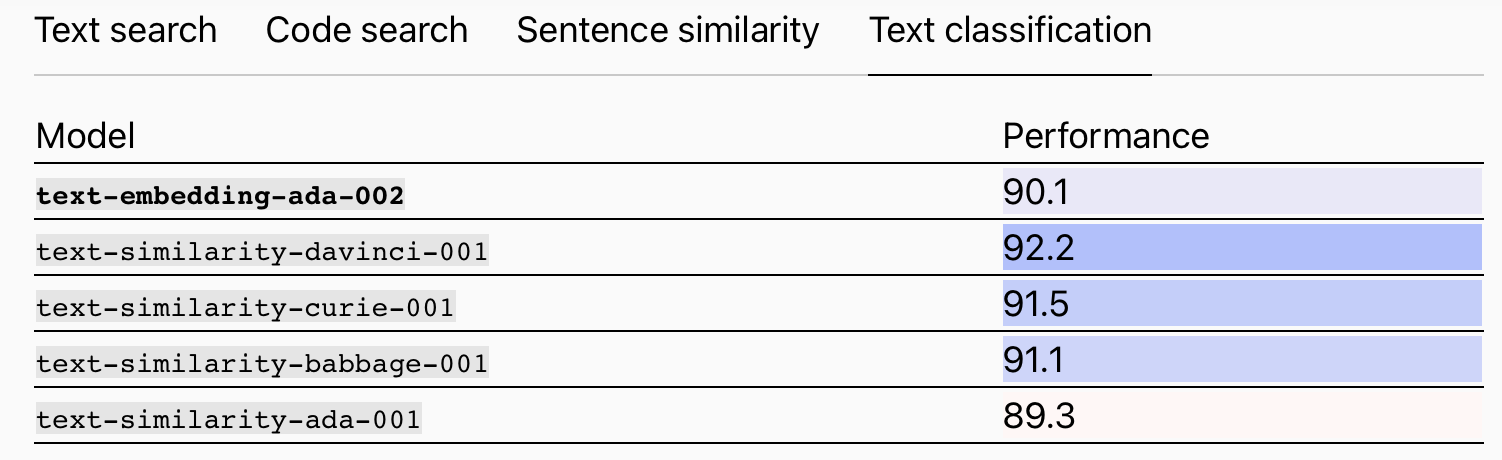 Text search Code search Sentence similarity Text classification
Model Performance
text-embedding-ada-002 90.1
text-similarity-davinci-001 92.2
text-similarity-curie-001 91.5
text-similarity-babbage-001 91.1
text-similarity-ada-001 89.3